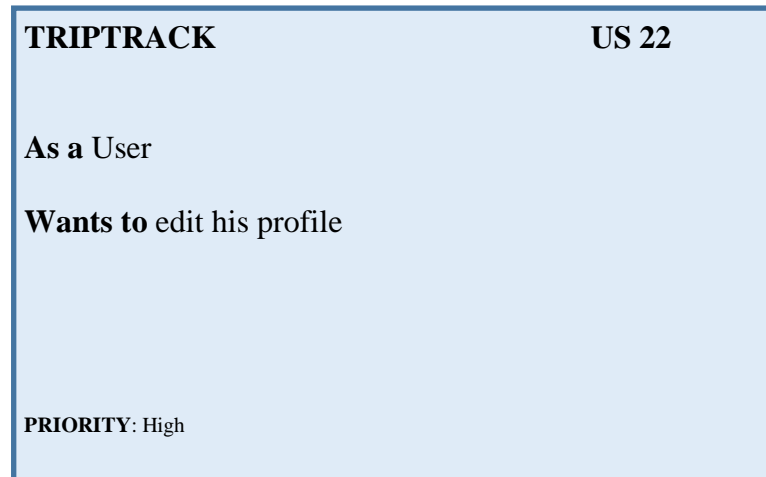 TRIPTRACK US 22
As a User
Wants to edit his profile
PRIORITY: High